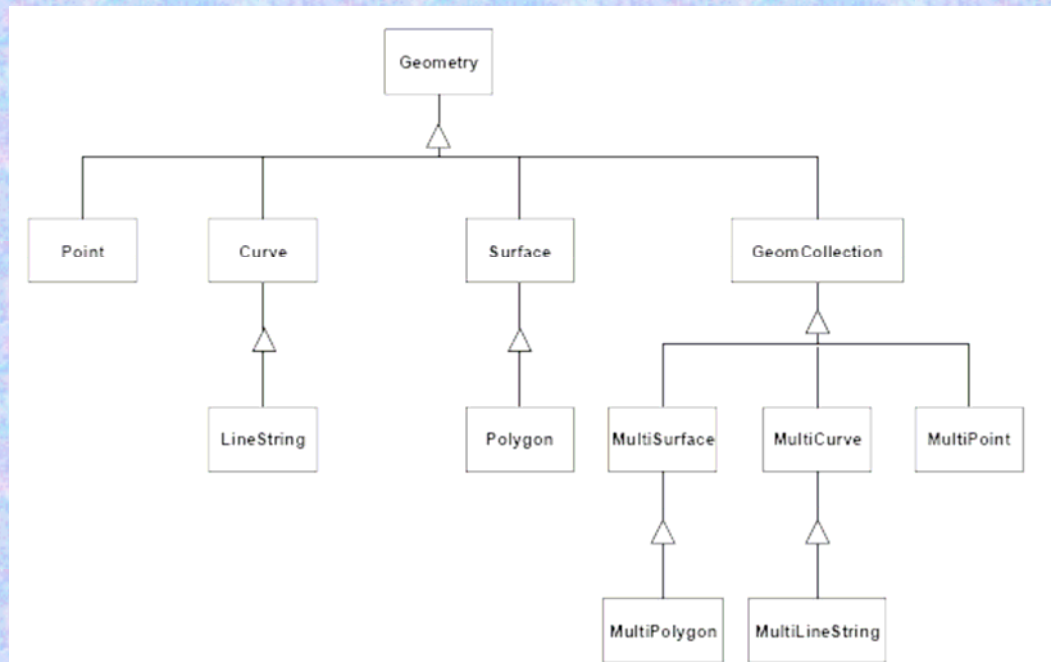 Geometry
Point
Curve
Surface
GeomCollection
LineString
Polygon
MultiSurface
MultiCurve
MultiPoint
MultiPolygon
MultiLineString